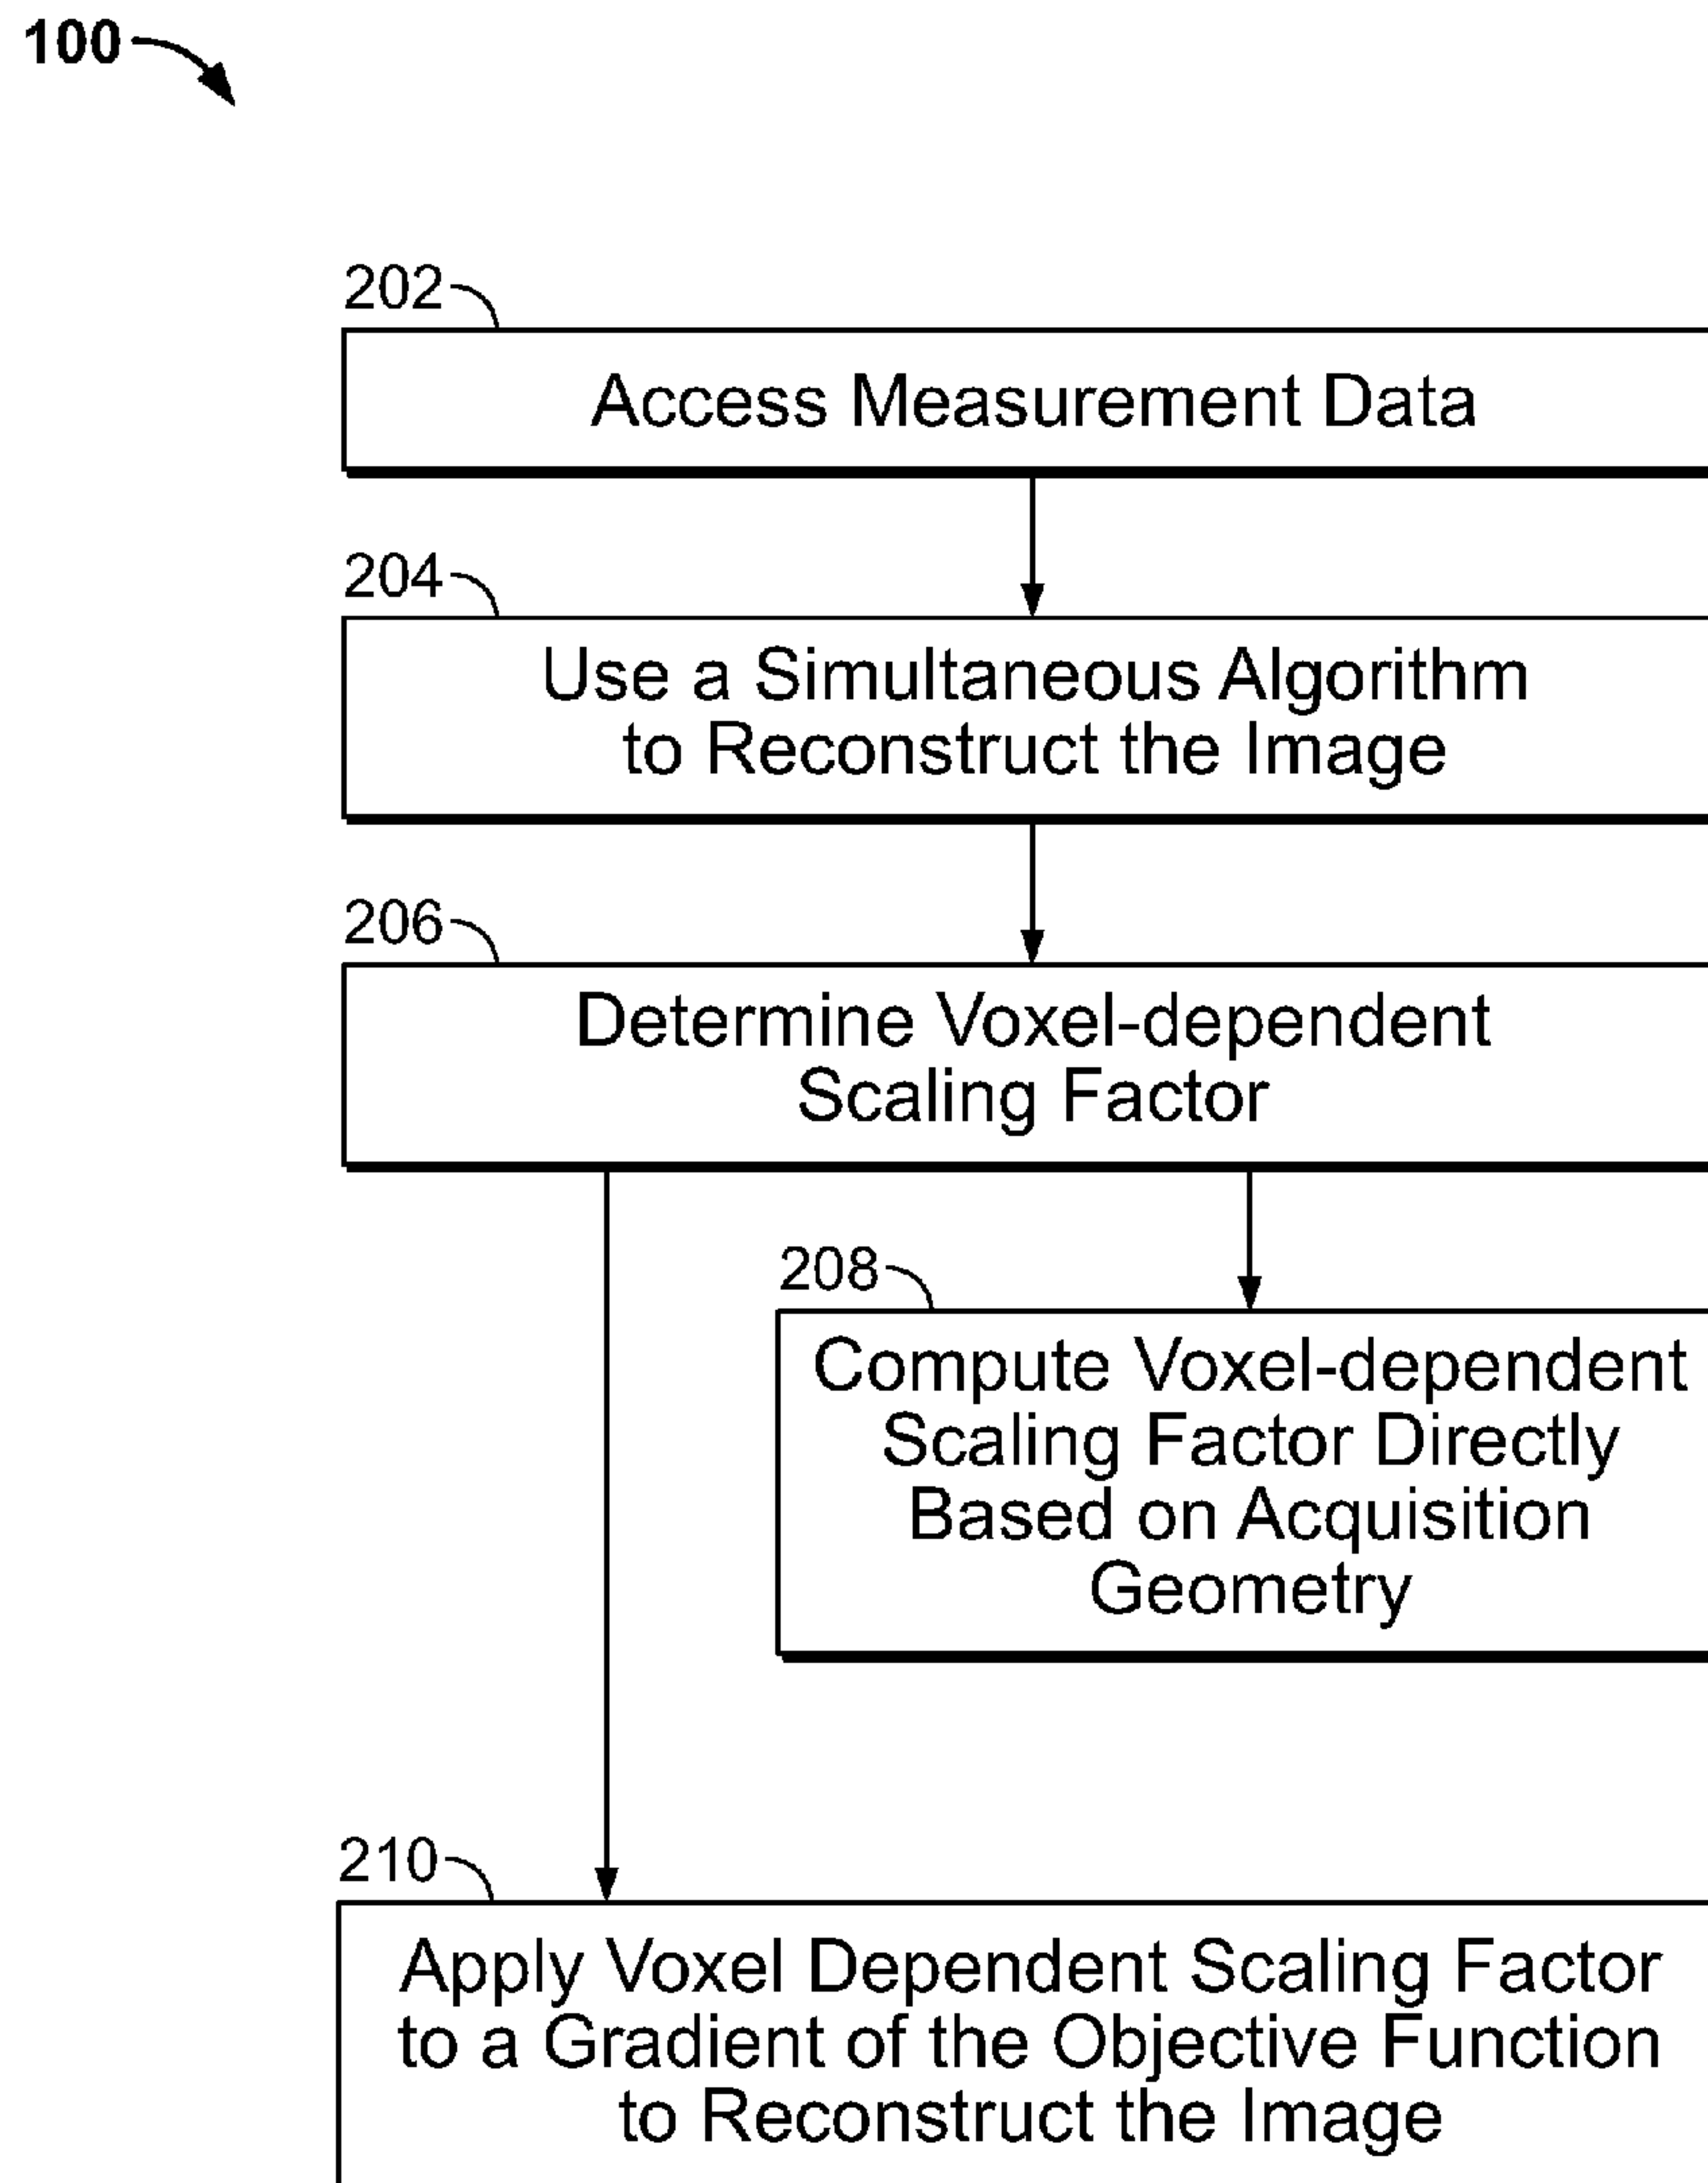 100
202
Access Measurement Data
204
Use a Simultaneous Algorithm
to Reconstruct the Image
206
Determine Voxel-dependent
Scaling Factor
208
Compute Voxel-dependent
Scaling Factor Directly
Based on Acquisition
Geometry
210
Apply Voxel Dependent Scaling Factor
to a Gradient of the Objective Function
to Reconstruct the Image